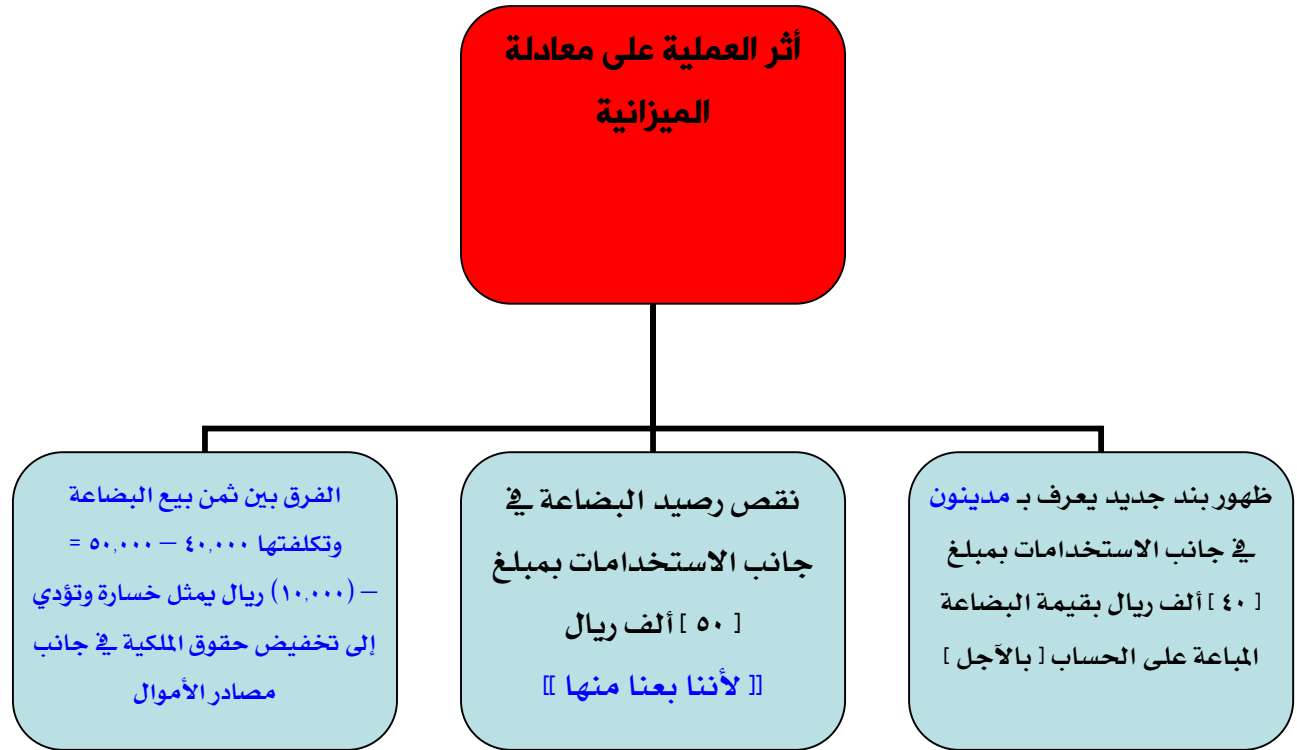 أثر العملية على معادلة
الميزانية
ظهور بند جديد يعرف بـ مدينون
في جانب الاستخدامات بمبلغ
[ ٤٠ ] ألف ريال بقيمة البضاعة
المباعة على الحساب [ بالآجل ]
نقص رصيد البضاعة في
جانب الاستخدامات بمبلغ
[ ٥٠ ] ألف ريال
[[ لأننا بعنا منها ]]
الفرق بين ثمن بيع البضاعة
وتكلفتها ٤٠,٠٠٠ – ٥٠,٠٠٠ =
– (١٠,٠٠٠) ريال يمثل خسارة وتؤدي
إلى تخفيض حقوق الملكية في جانب
مصادر الأموال